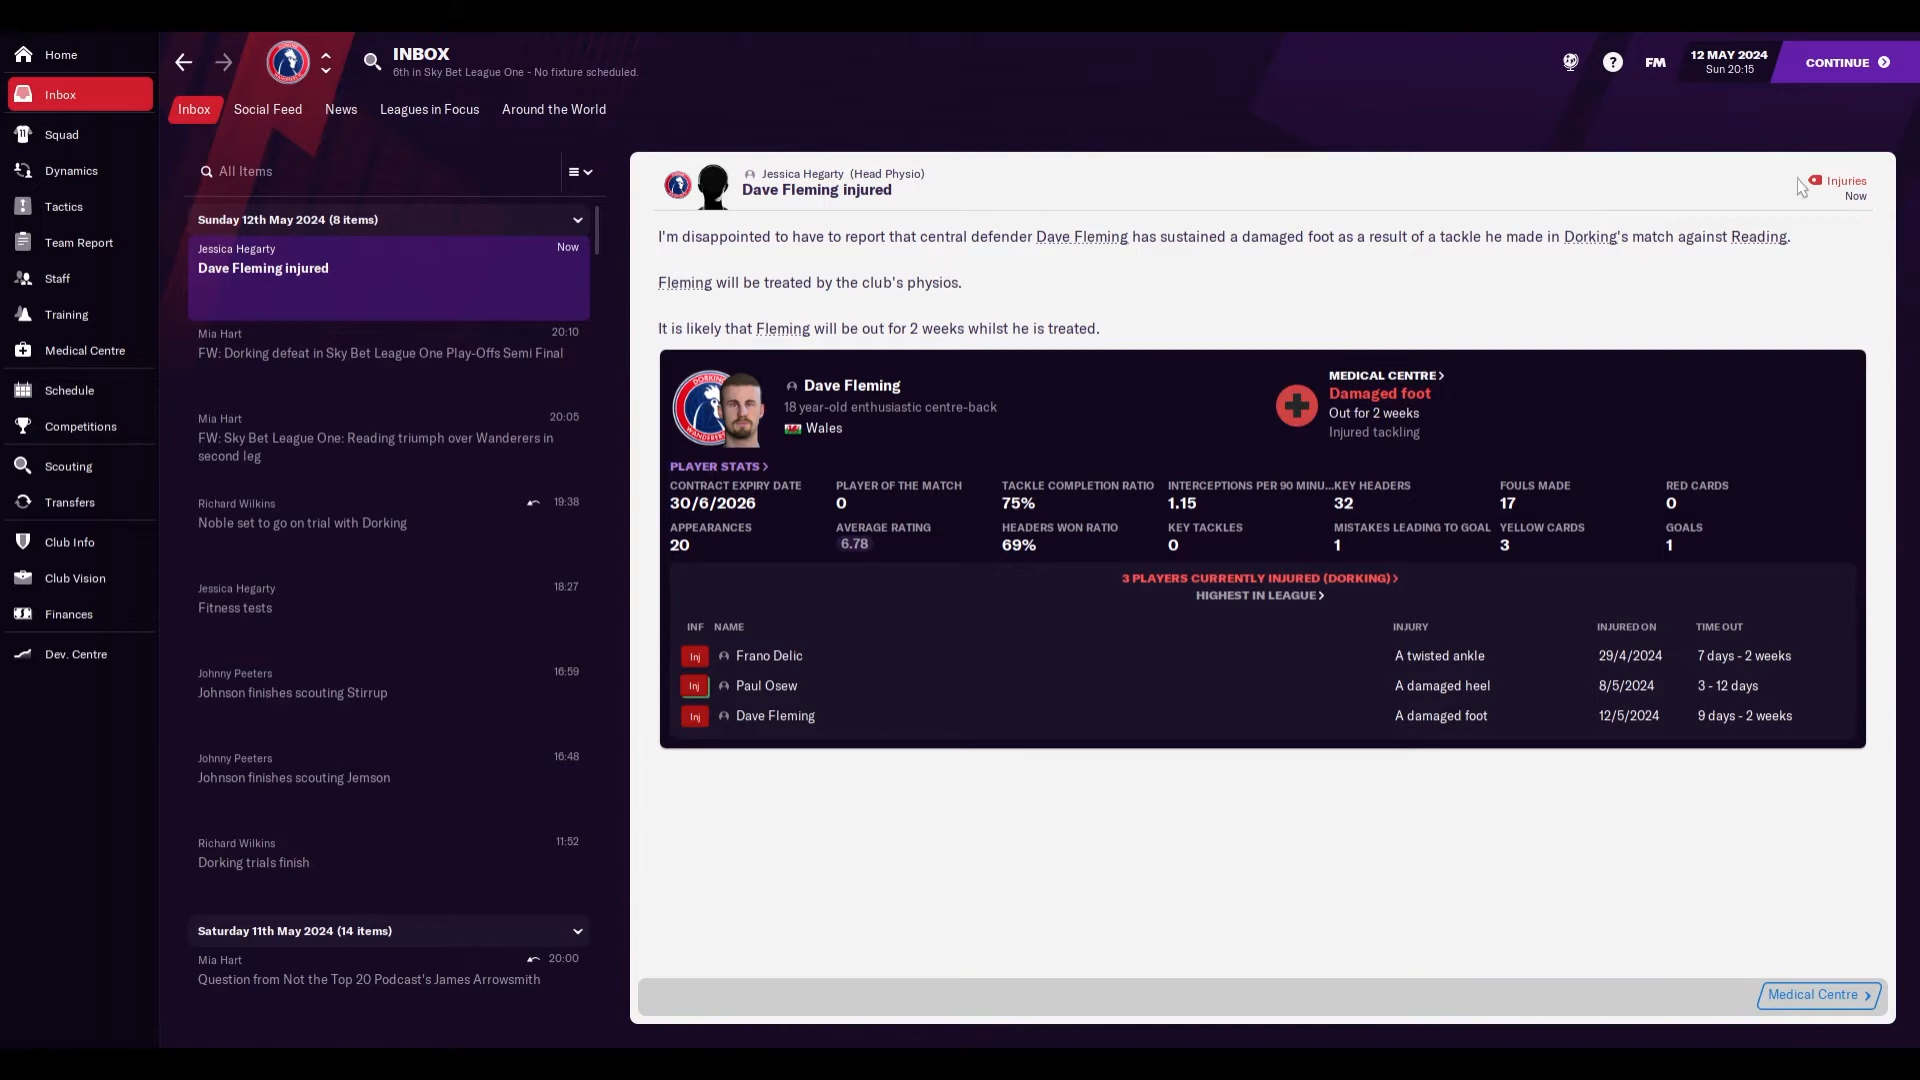 Home
Inbox
Squad
Dynamics
Tactics
Team Report
Staff
Training
Medical Centre
Schedule
Competitions
Scouting
Transfers
Club Info
Club Vision
Finances
Dev. Centre
INBOX
6th in Sky Bet League One - No fixture scheduled.
FM
12 MAY 2024
Sun 20:15
CONTINUE
Inbox Social Feed News Leagues in Focus Around the World
All Items
Sunday 12th May 2024 (8 items)
Jessica Hegarty Now
Dave Fleming injured
Mia Hart 20:10
FW: Dorking defeat in Sky Bet League One Play-Offs Semi Final
Mia Hart 20:05
FW: Sky Bet League One: Reading triumph over Wanderers in
second leg
Richard Wilkins 19:38
Noble set to go on trial with Dorking
Jessica Hegarty 18:27
Fitness tests
Johnny Peeters 16:59
Johnson finishes scouting Stirrup
Johnny Peeters 16:48
Johnson finishes scouting Jemson
Richard Wilkins 11:52
Dorking trials finish
Saturday 11th May 2024 (14 items)
Mia Hart 20:00
Question from Not the Top 20 Podcast's James Arrowsmith
Jessica Hegarty (Head Physio)
Dave Fleming injured
Injuries
Now
I'm disappointed to have to report that central defender Dave Fleming has sustained a damaged foot as a result of a tackle he made in Dorking's match against Reading.
Fleming will be treated by the club's physios.
It is likely that Fleming will be out for 2 weeks whilst he is treated.
DORKING
Dave Fleming
18 year-old enthusiastic centre-back
Wales
MEDICAL CENTRE
Damaged foot
Out for 2 weeks
Injured tackling
PLAYER STATS
CONTRACT EXPIRY DATE PLAYER OF THE MATCH TACKLE COMPLETION RATIO INTERCEPTIONS PER 90 MINU... KEY HEADERS FOULS MADE RED CARDS
30/6/2026 0 75% 1.15 32 17 0
APPEARANCES AVERAGE RATING HEADERS WON RATIO KEY TACKLES MISTAKES LEADING TO GOAL YELLOW CARDS GOALS
20 6.78 69% 0 1 3 1
3 PLAYERS CURRENTLY INJURED (DORKING)
HIGHEST IN LEAGUE
INF NAME INJURY INJURED ON TIME OUT
Inj Frano Delic A twisted ankle 29/4/2024 7 days - 2 weeks
Inj Paul Osew A damaged heel 8/5/2024 3 - 12 days
Inj Dave Fleming A damaged foot 12/5/2024 9 days - 2 weeks
Medical Centre